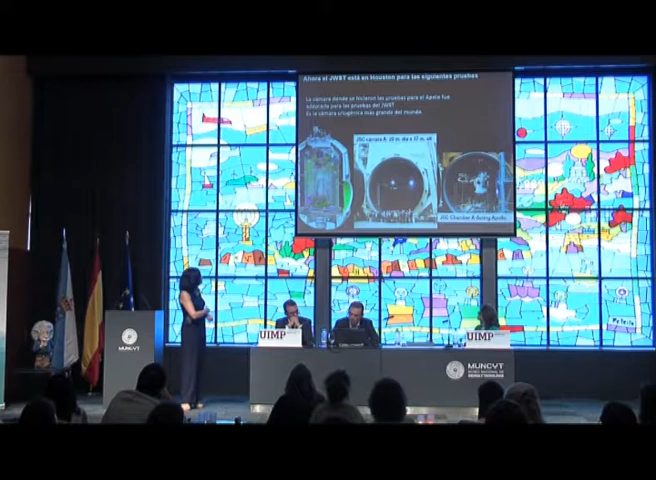 Ahora el JWST está en Houston para las siguientes pruebas
La cámara donde se hicieron las pruebas para el Apolo fue
adaptada para las pruebas del JWST
Es la cámara criogénica más grande del mundo.
JSC Chamber A during Apollo
UIMP
UIMP
MUNCYT
MUNCYT